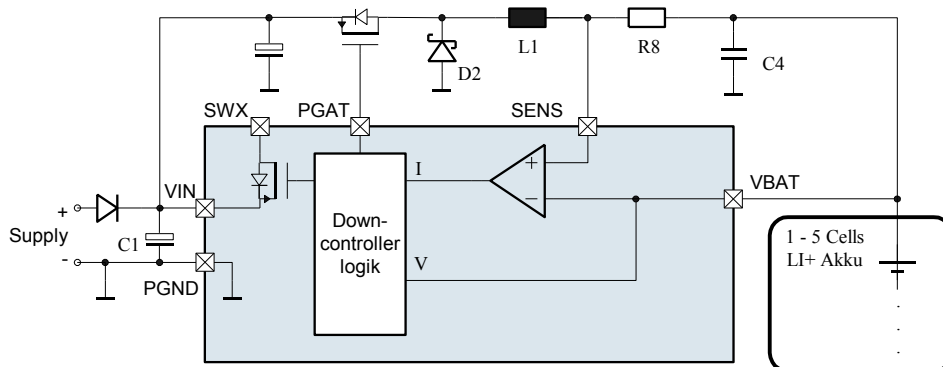 L1
R8
D2
C4
SWX
PGAT
SENS
I
+
VIN
VBAT
+
Supply
-
C1
Down-
controller
logik
−
V
PGND
1 - 5 Cells
LI+ Akku